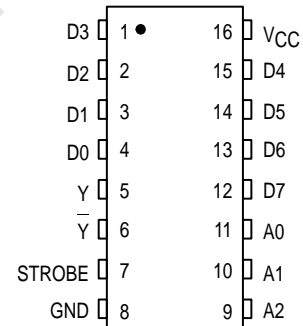 D3 1 16 VCC
D2 2 15 D4
D1 3 14 D5
D0 4 13 D6
Y 5 12 D7
Y̅ 6 11 A0
STROBE 7 10 A1
GND 8 9 A2